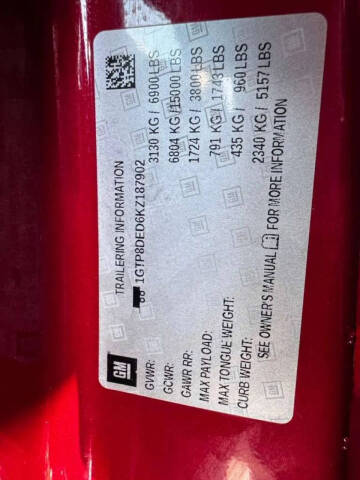 GM
TRAILERING INFORMATION
1GTP8DED6KZ187902
GVWR: 3130 KG / 6900 LBS
GCWR: 6804 KG /15000 LBS
GAWR RR: 1724 KG / 3800 LBS
MAX PAYLOAD: 791 KG / 1743 LBS
MAX TONGUE WEIGHT: 435 KG / 960 LBS
CURB WEIGHT: 2340 KG / 5157 LBS
SEE OWNER'S MANUAL FOR MORE INFORMATION